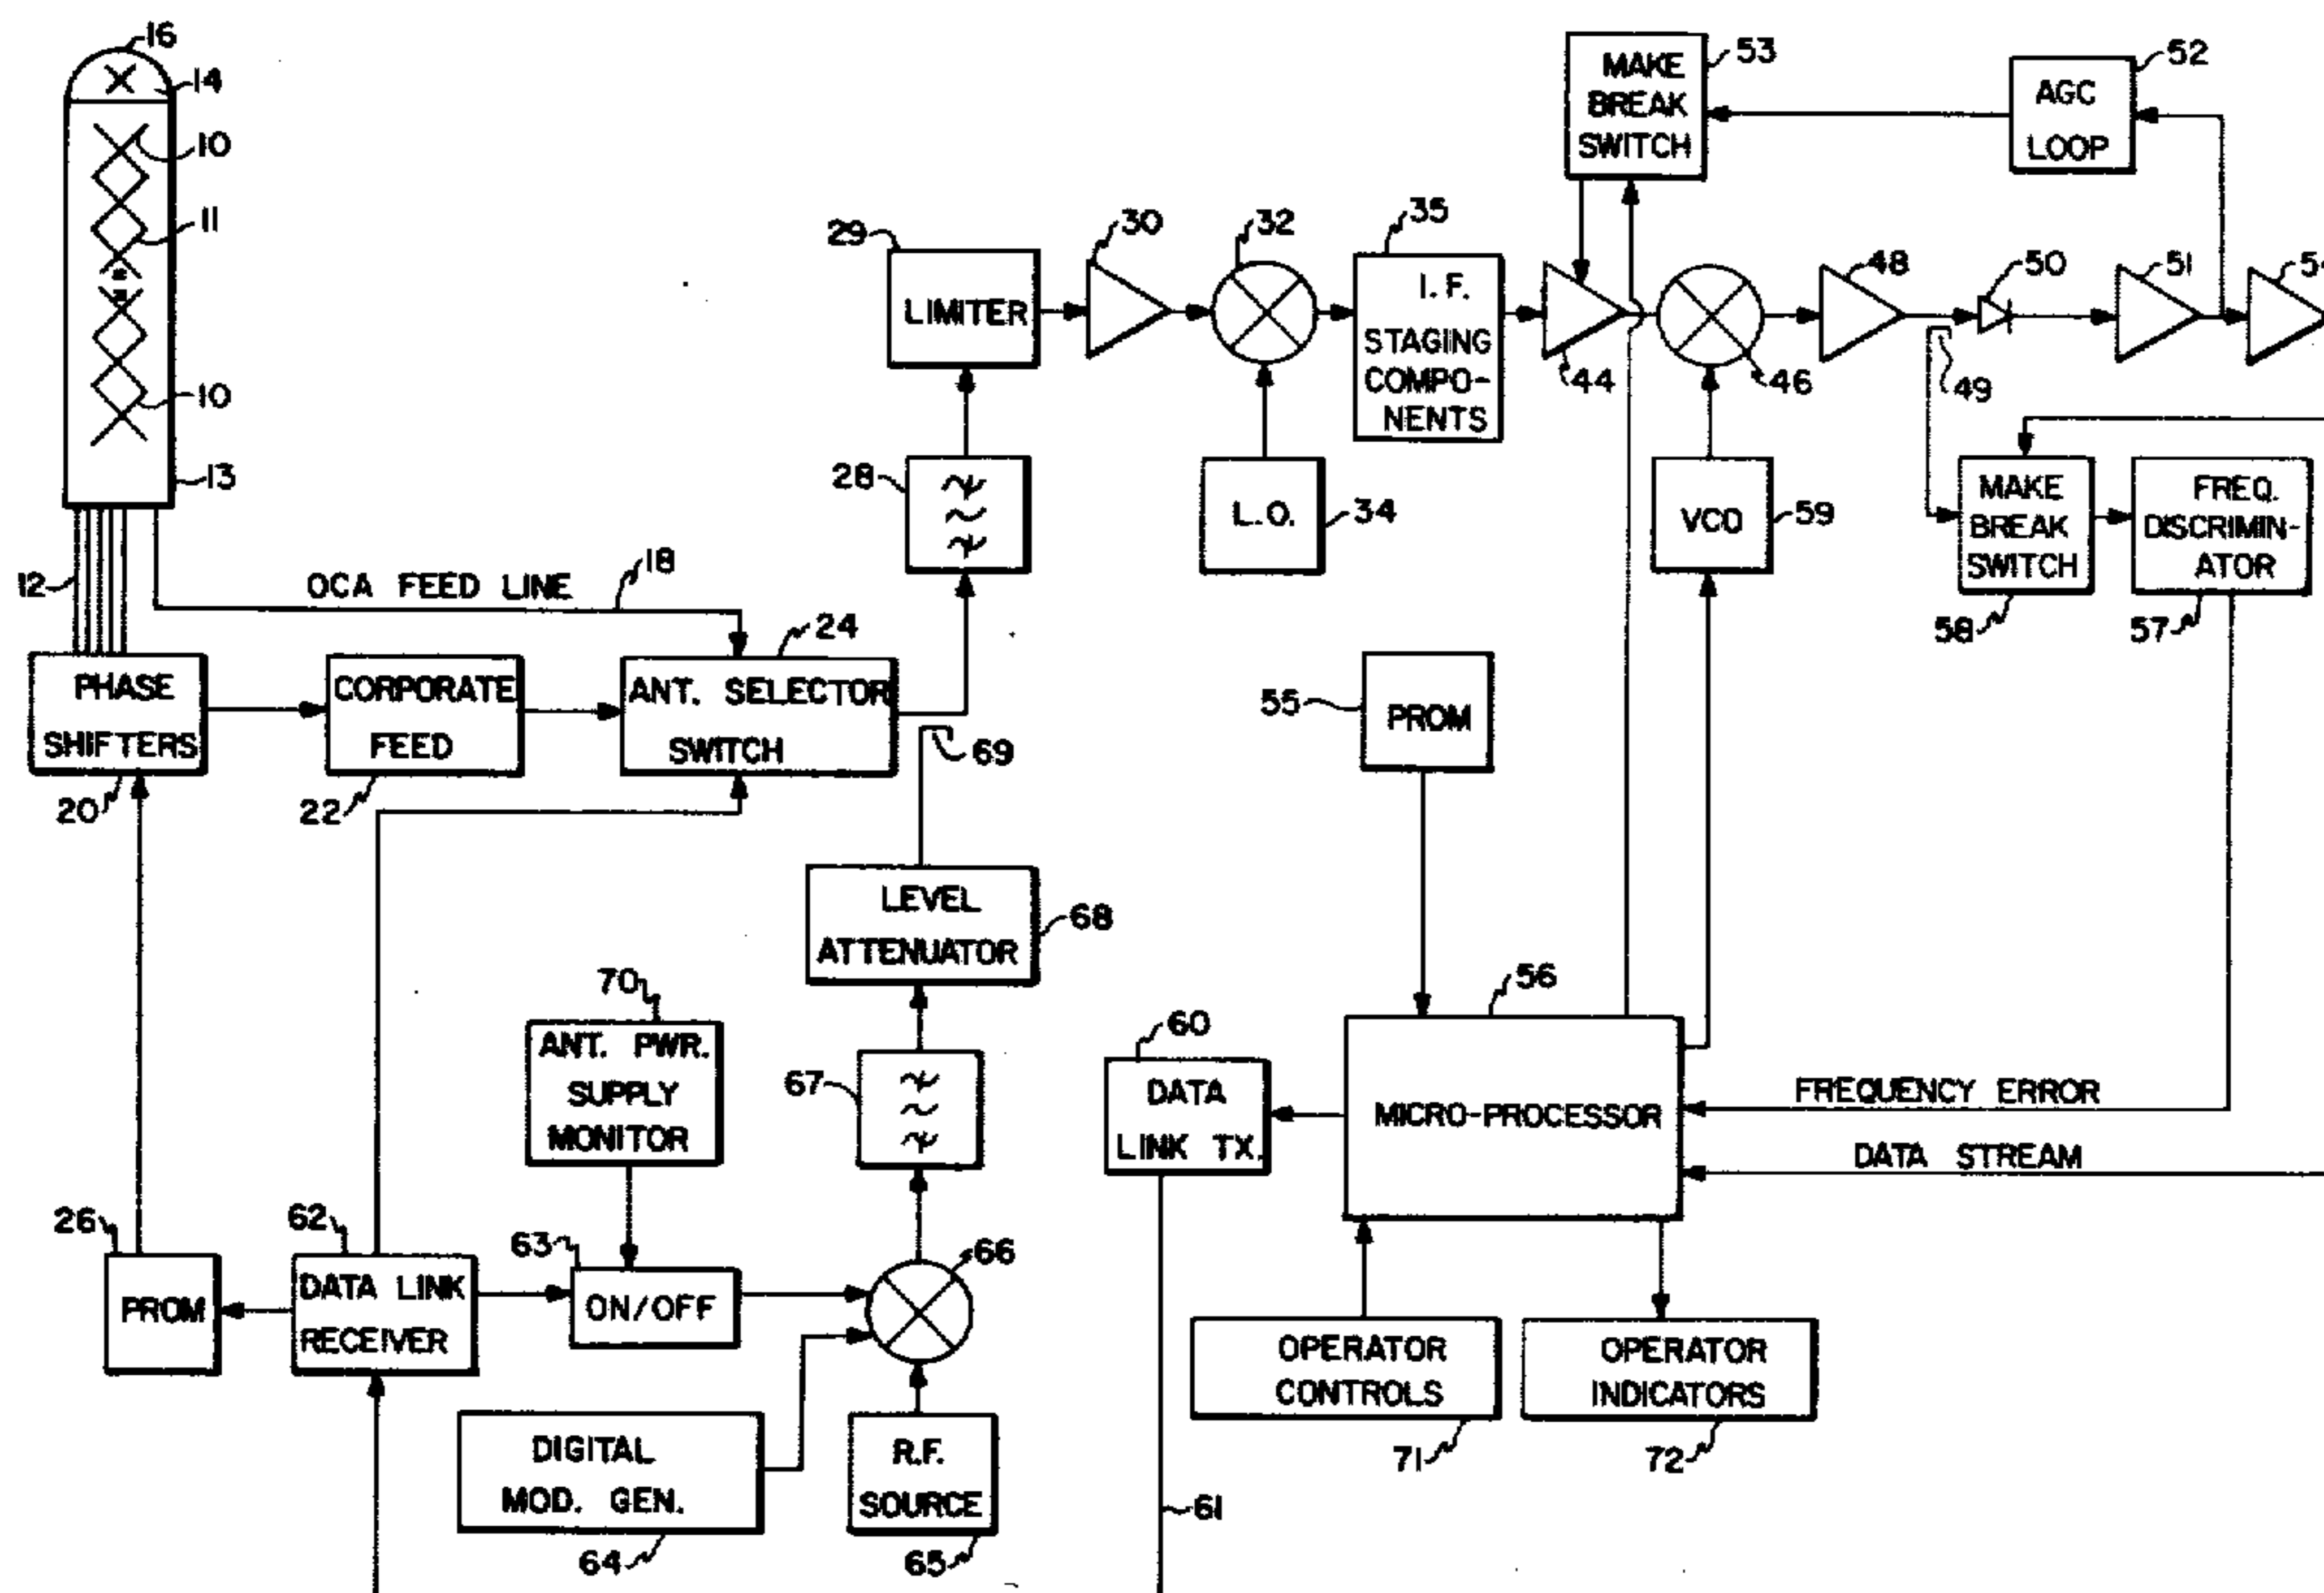 16
14
10
11
10
13
12
OCA FEED LINE
18
PHASE
SHIFTERS
20
CORPORATE
FEED
22
24
ANT. SELECTOR
SWITCH
69
28
29
LIMITER
30
32
L.O.
34
35
I.F.
STAGING
COMPO-
NENTS
44
53
MAKE
BREAK
SWITCH
52
AGC
LOOP
46
48
50
49
51
VCO
59
MAKE
BREAK
SWITCH
58
FREQ.
DISCRIMIN-
ATOR
57
55
PROM
LEVEL
ATTENUATOR
68
70
ANT. PWR.
SUPPLY
MONITOR
67
60
DATA
LINK TX.
56
MICRO-PROCESSOR
FREQUENCY ERROR
DATA STREAM
26
PROM
62
DATA LINK
RECEIVER
63
ON/OFF
66
DIGITAL
MOD. GEN.
64
R.F.
SOURCE
65
61
OPERATOR
CONTROLS
71
OPERATOR
INDICATORS
72